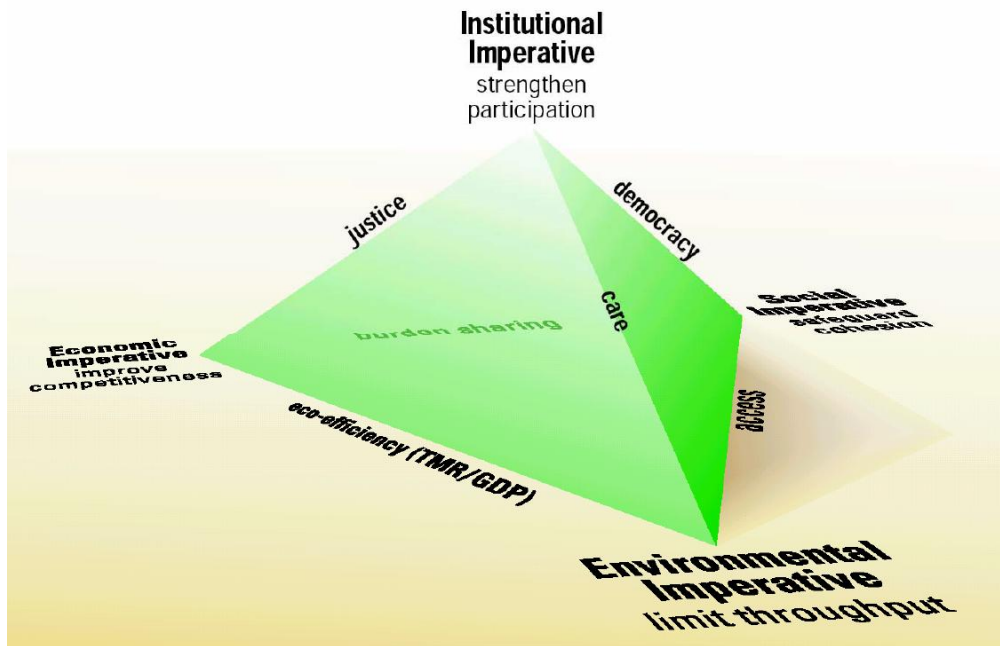 Institutional
Imperative
strengthen
participation
justice
democracy
care
Social
Imperative
safeguard
cohesion
burden sharing
Economic
Imperative
improve
competitiveness
access
eco-efficiency (TMR/GDP)
Environmental
Imperative
limit throughput